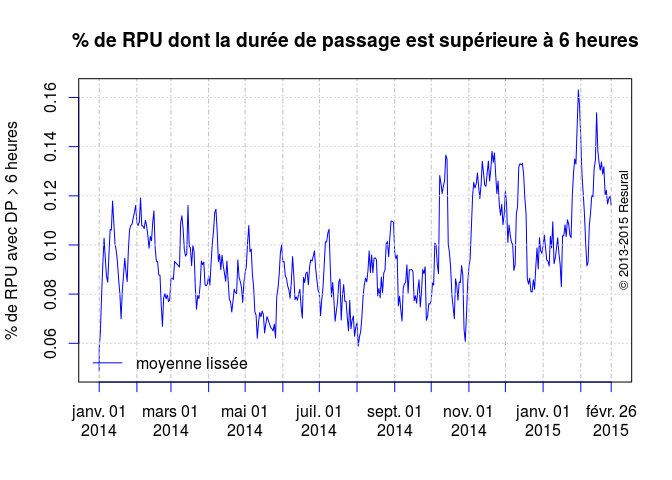 % de RPU dont la durée de passage est supérieure à 6 heures
% de RPU avec DP > 6 heures
0.16
0.14
0.12
0.10
0.08
0.06
moyenne lissée
© 2013-2015 Resural
janv. 01 mars 01 mai 01 juil. 01 sept. 01 nov. 01 janv. 01 févr. 26
2014 2014 2014 2014 2014 2014 2015 2015